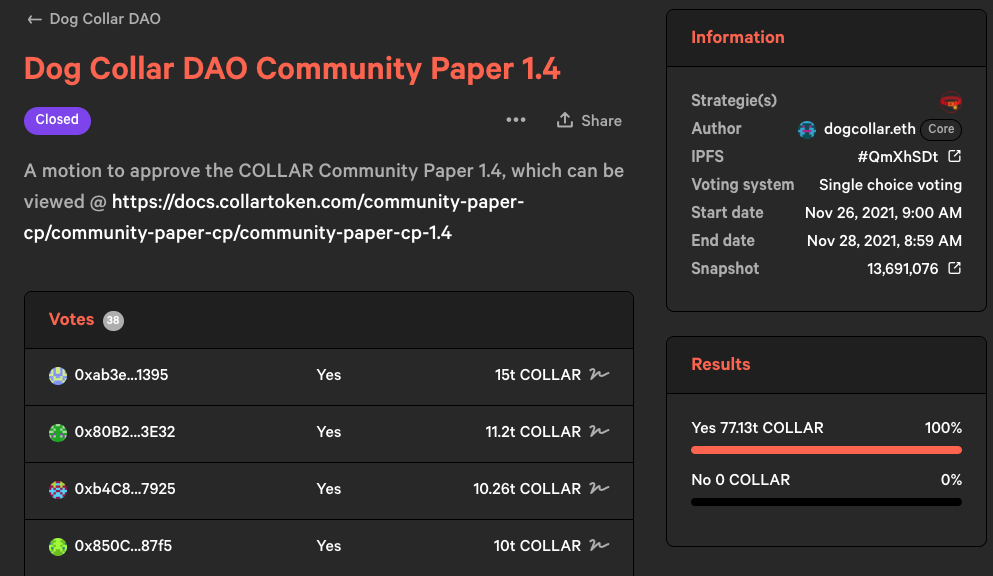 ← Dog Collar DAO
Dog Collar DAO Community Paper 1.4
Closed
••• Share
A motion to approve the COLLAR Community Paper 1.4, which can be
viewed @ https://docs.collartoken.com/community-paper-
cp/community-paper-cp/community-paper-cp-1.4
Votes 38
0xab3e...1395 Yes 15t COLLAR
0x80B2...3E32 Yes 11.2t COLLAR
0xb4C8...7925 Yes 10.26t COLLAR
0x850C...87f5 Yes 10t COLLAR
Information
Strategie(s)
Author dogcollar.eth Core
IPFS #QmXhSDt
Voting system Single choice voting
Start date Nov 26, 2021, 9:00 AM
End date Nov 28, 2021, 8:59 AM
Snapshot 13,691,076
Results
Yes 77.13t COLLAR 100%
No 0 COLLAR 0%